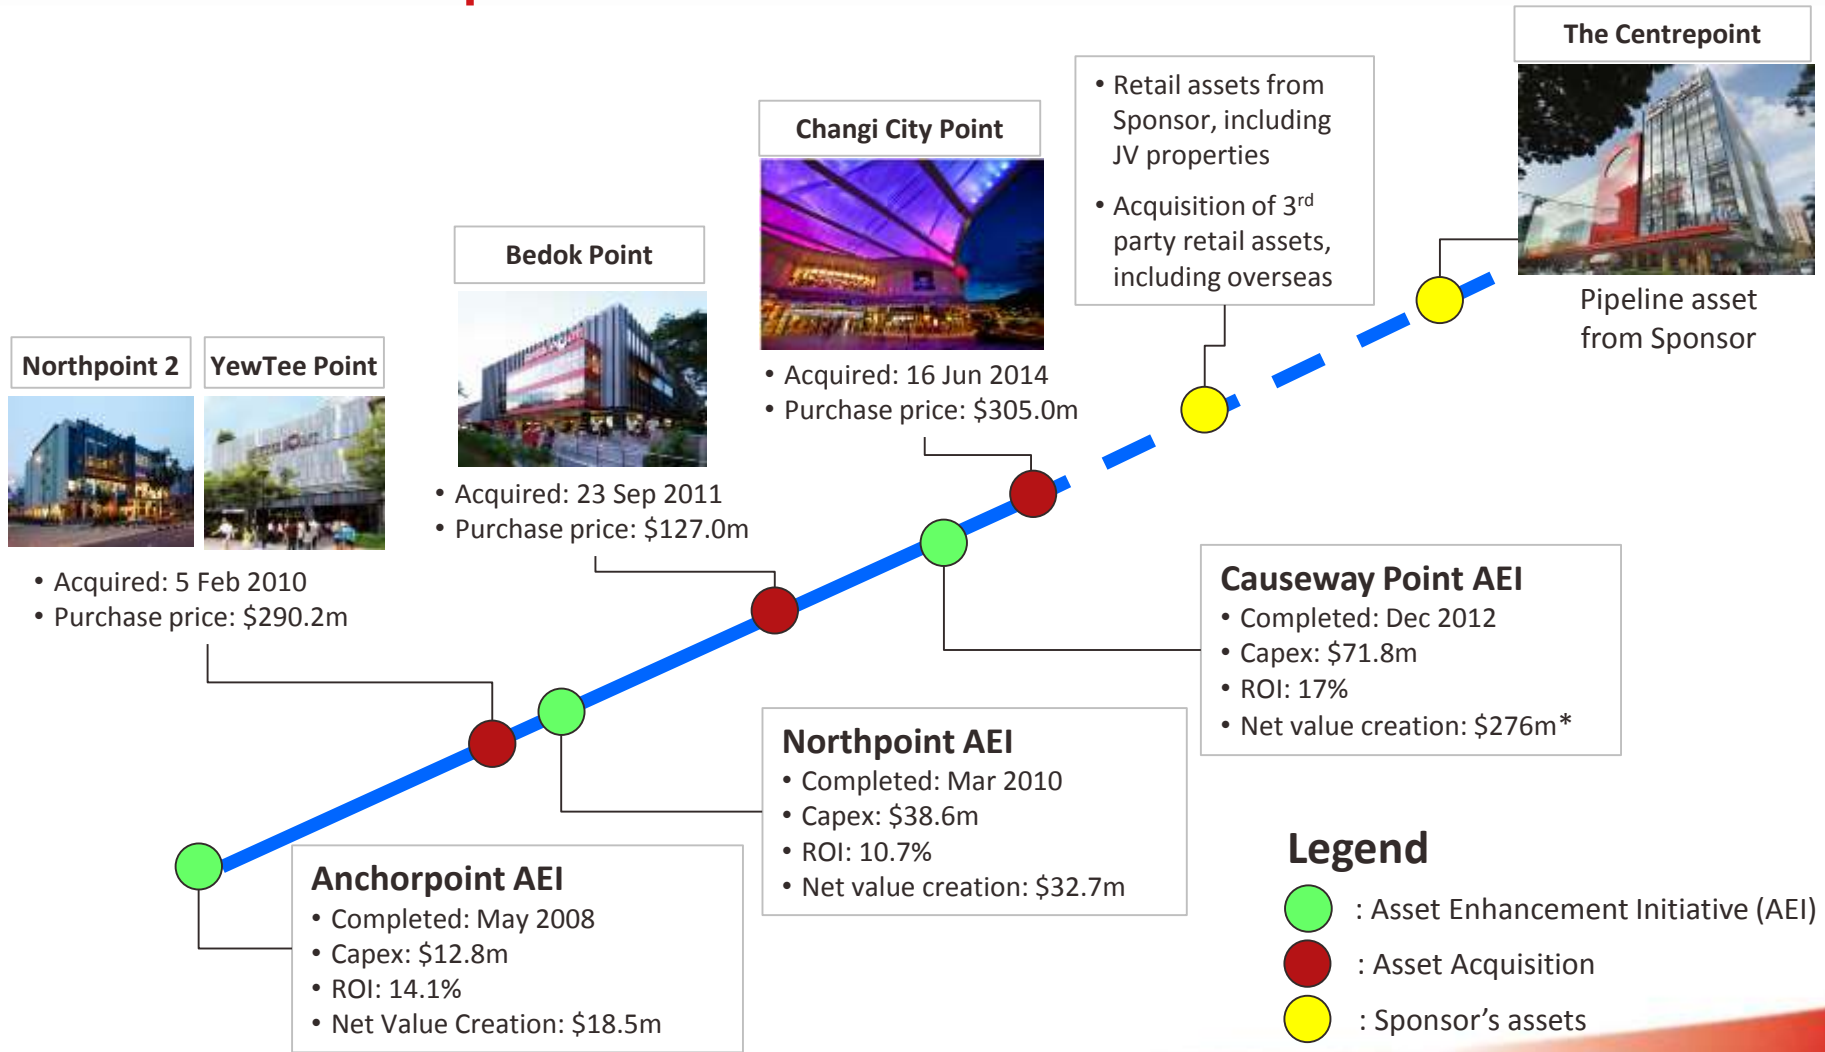 The Centrepoint
Pipeline asset
from Sponsor
• Retail assets from
Sponsor, including
JV properties
• Acquisition of 3rd
party retail assets,
including overseas
Changi City Point
• Acquired: 16 Jun 2014
• Purchase price: $305.0m
Bedok Point
• Acquired: 23 Sep 2011
• Purchase price: $127.0m
Northpoint 2
YewTee Point
• Acquired: 5 Feb 2010
• Purchase price: $290.2m
Causeway Point AEI
• Completed: Dec 2012
• Capex: $71.8m
• ROI: 17%
• Net value creation: $276m*
Northpoint AEI
• Completed: Mar 2010
• Capex: $38.6m
• ROI: 10.7%
• Net value creation: $32.7m
Anchorpoint AEI
• Completed: May 2008
• Capex: $12.8m
• ROI: 14.1%
• Net Value Creation: $18.5m
Legend
: Asset Enhancement Initiative (AEI)
: Asset Acquisition
: Sponsor's assets